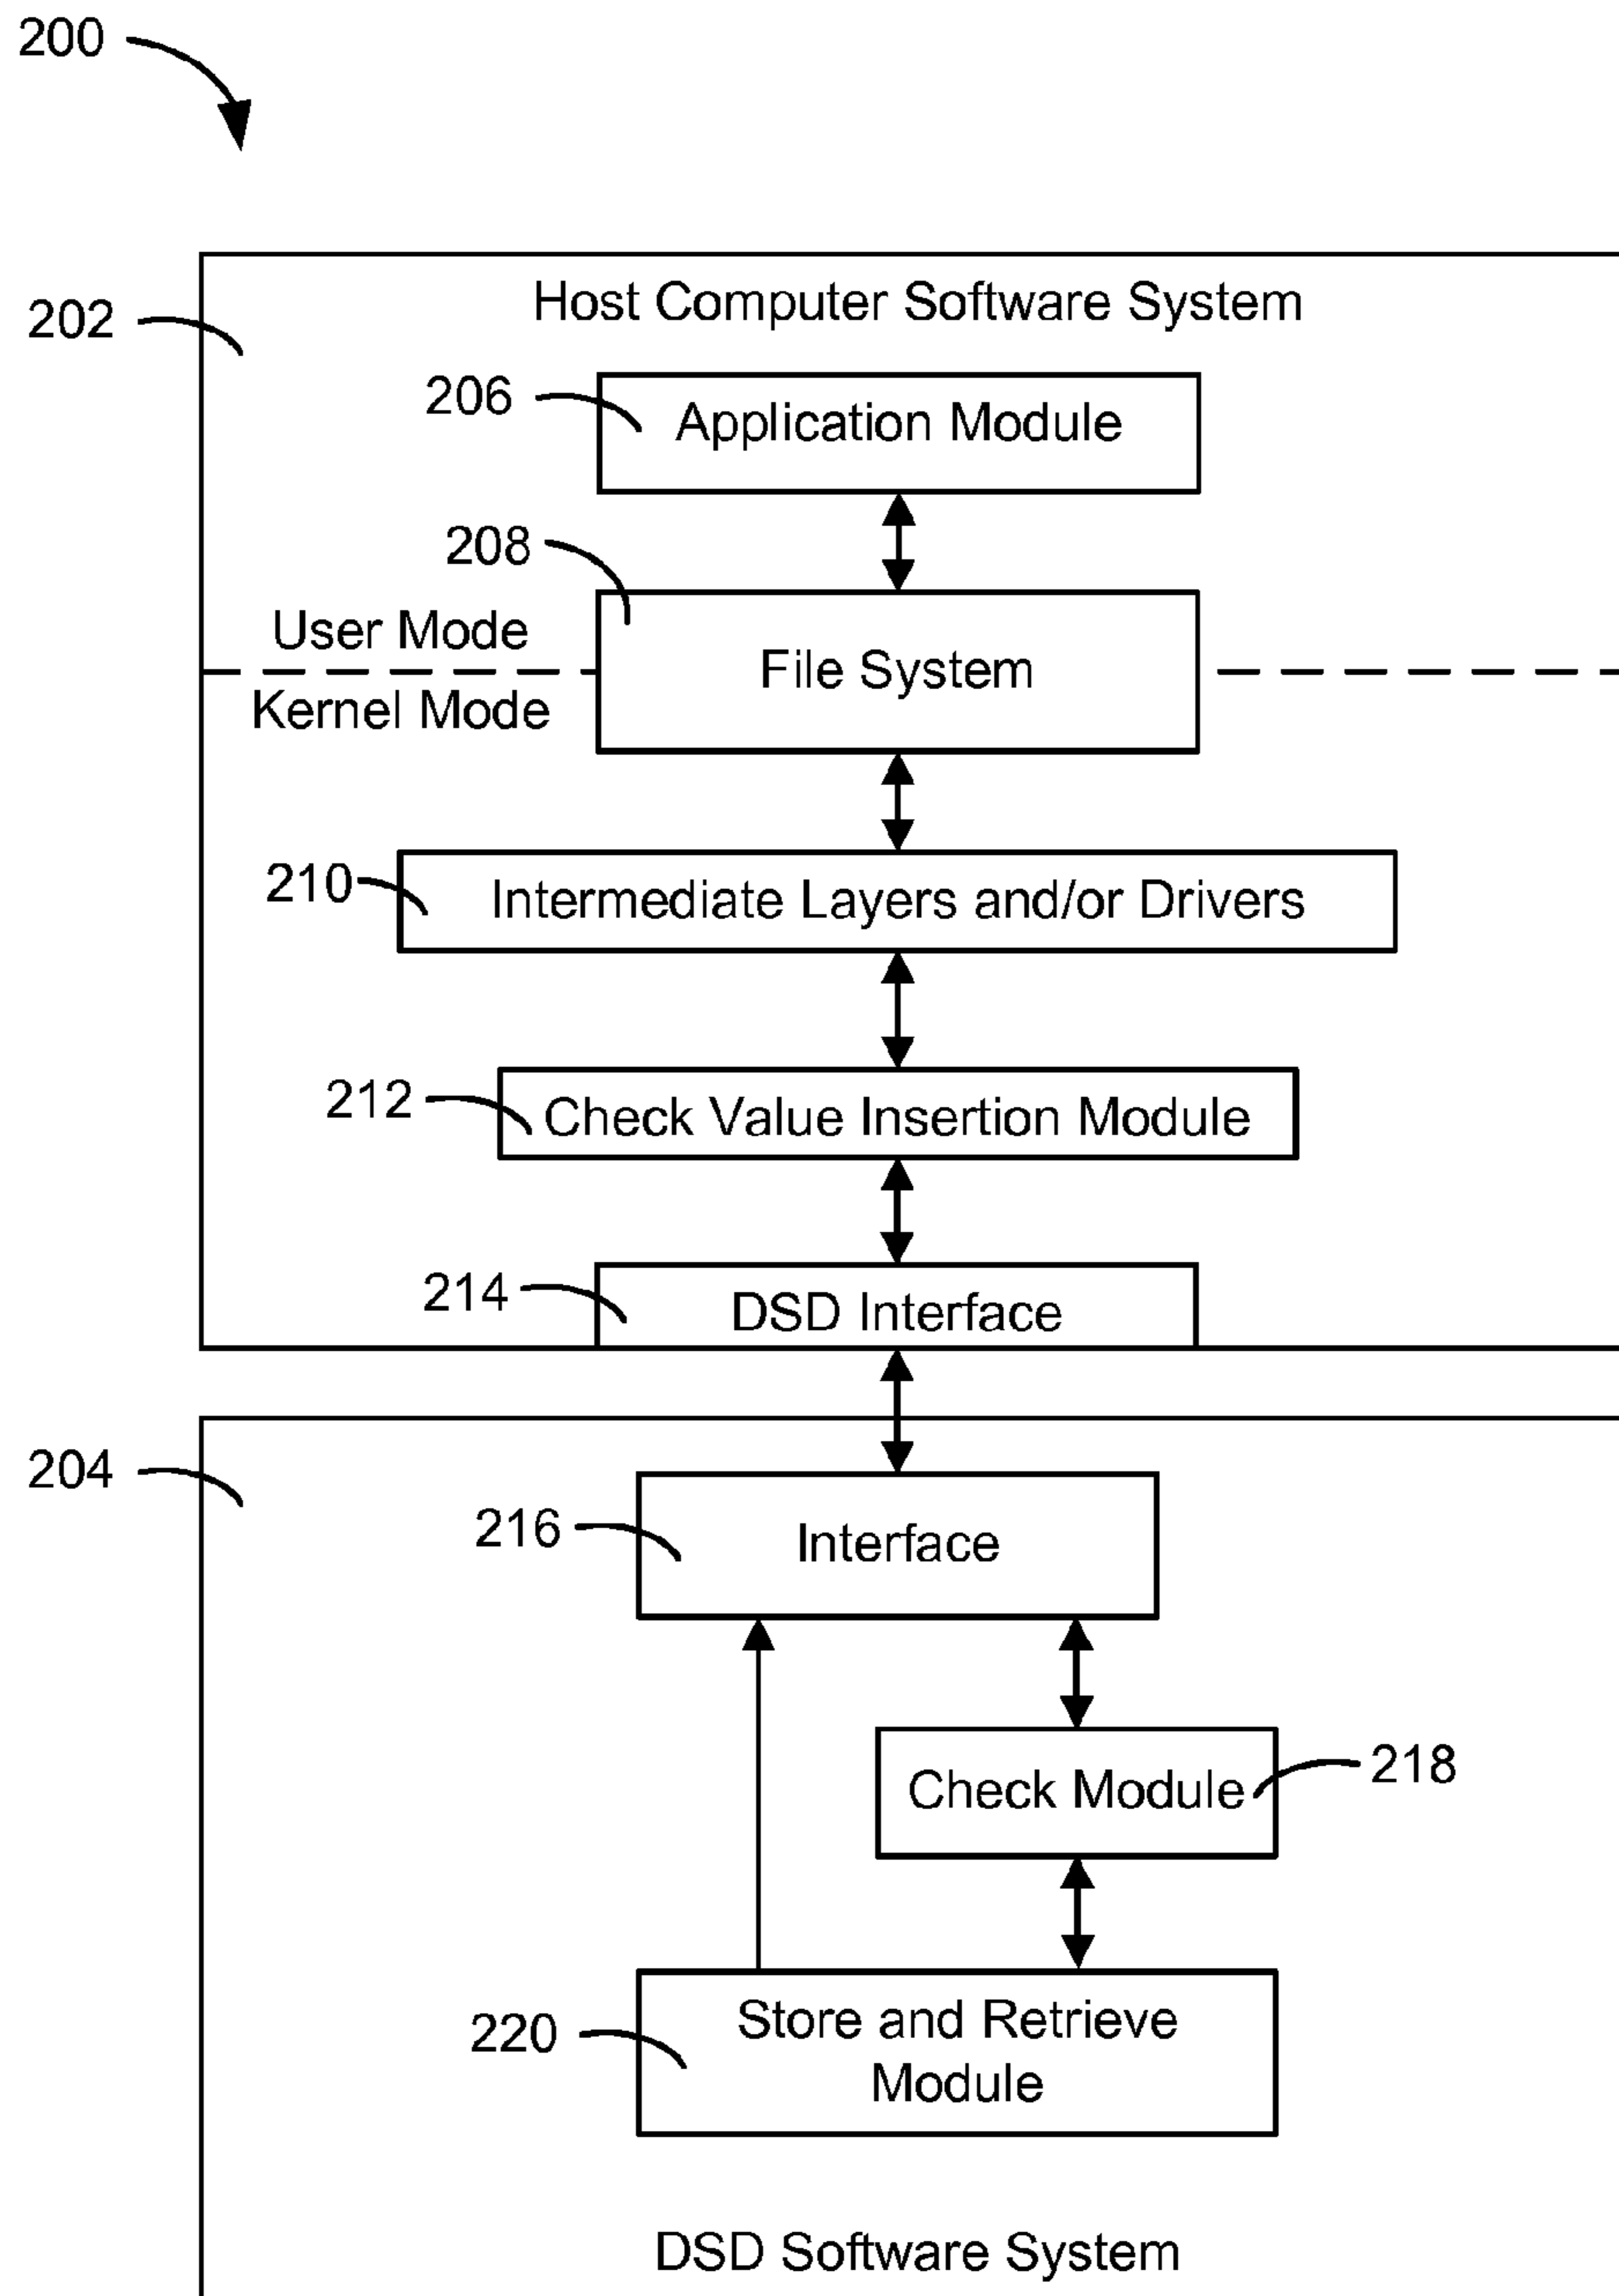 200
202
Host Computer Software System
206
Application Module
208
User Mode
File System
Kernel Mode
210
Intermediate Layers and/or Drivers
212
Check Value Insertion Module
214
DSD Interface
204
216
Interface
218
Check Module
220
Store and Retrieve
Module
DSD Software System